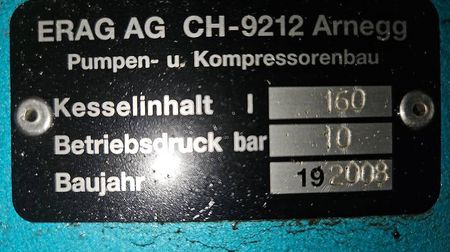 ERAG AG CH-9212 Arnegg
Pumpen- u. Kompressorenbau
Kesselinhalt l 160
Betriebsdruck bar 10
Baujahr 19 2008